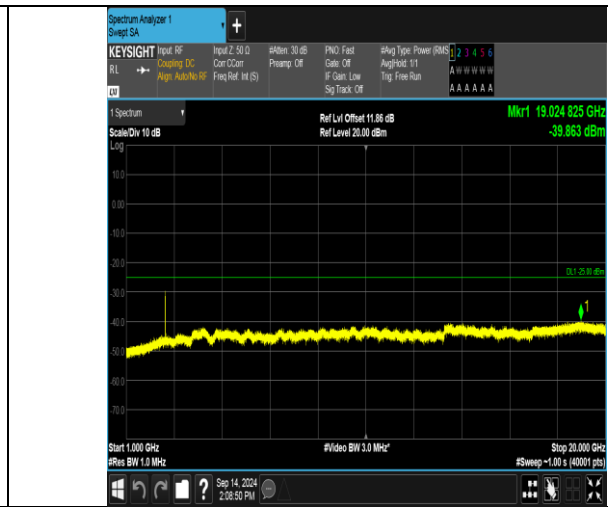 Spectrum Analyzer 1
Swept SA
+
KEYSIGHT Input: RF Input Z: 50 Ω #Atten: 30 dB PNO: Fast #Avg Type: Power (RMS 1 2 3 4 5 6
RL Coupling: DC Corr CCorr Preamp: Off Gate: Off Avg|Hold: 1/1 A W W W W W
Align: Auto/No RF Freq Ref: Int (S) IF Gain: Low Trig: Free Run
Sig Track: Off A A A A A A
1 Spectrum Ref Lvl Offset 11.86 dB Mkr1 19.024 825 GHz
Scale/Div 10 dB Ref Level 20.00 dBm -39.863 dBm
Log
10.0
0.00
-10.0
-20.0
DL1 -25.00 dBm
-30.0
1
-40.0
-50.0
-60.0
-70.0
Start 1.000 GHz #Video BW 3.0 MHz* Stop 20.000 GHz
#Res BW 1.0 MHz #Sweep ~1.00 s (40001 pts)
? Sep 14, 2024
2:08:50 PM